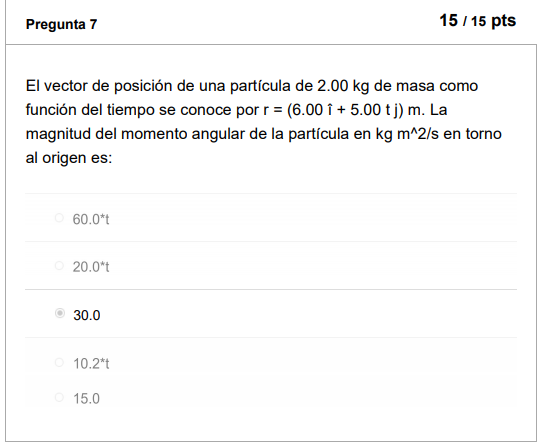 Pregunta 7
15 / 15 pts
El vector de posición de una partícula de 2.00 kg de masa como
función del tiempo se conoce por r = (6.00 î + 5.00 t j) m. La
magnitud del momento angular de la partícula en kg m^2/s en torno
al origen es:
60.0*t
20.0*t
30.0
10.2*t
15.0